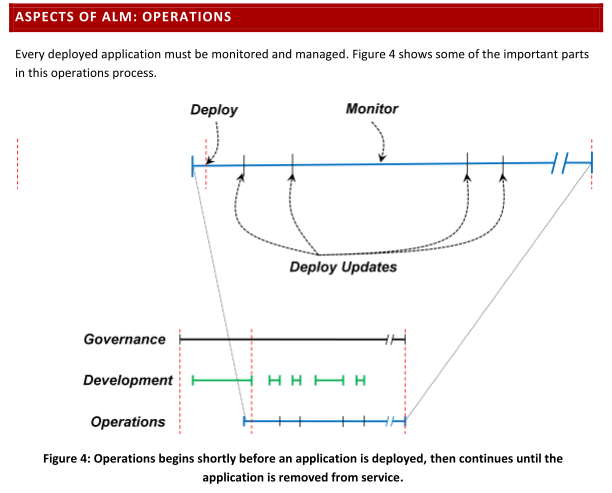 ASPECTS OF ALM: OPERATIONS
Every deployed application must be monitored and managed. Figure 4 shows some of the important parts
in this operations process.
Deploy
Monitor
Deploy Updates
Governance
Development
Operations
Figure 4: Operations begins shortly before an application is deployed, then continues until the
application is removed from service.